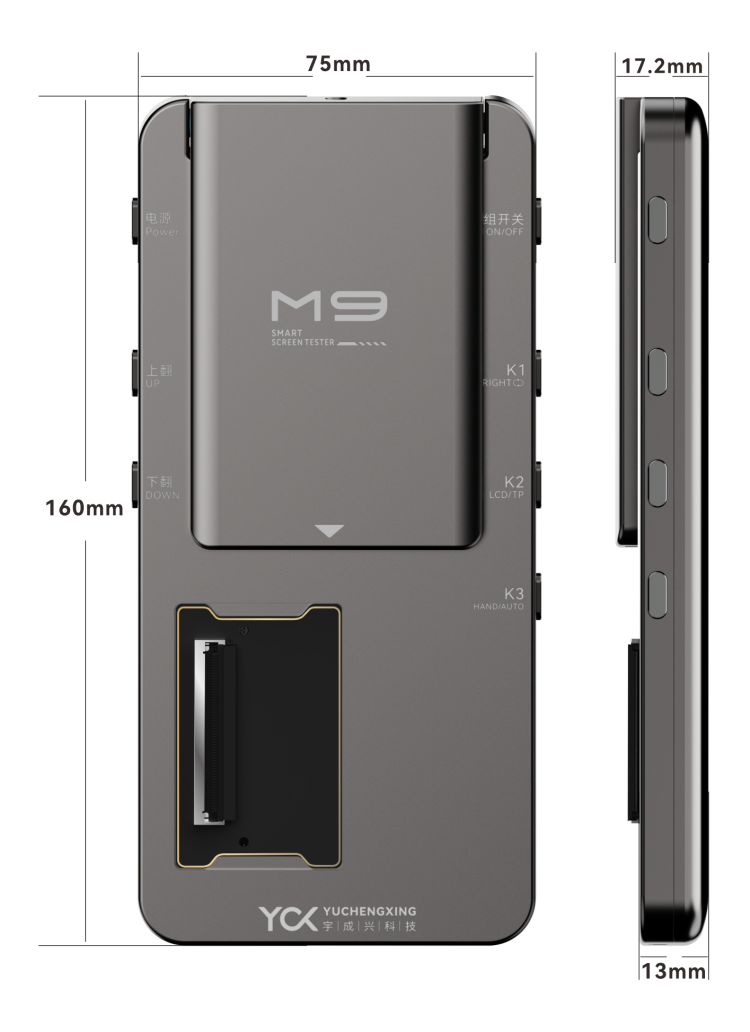 75mm
17.2mm
电源
Power
组开关
ON/OFF
M9
SMART
SCREEN TESTER
上翻
UP
K1
RIGHT
下翻
DOWN
K2
LCD/TP
160mm
K3
HAND/AUTO
YCX YUCHENGXING
宇|成|兴|科|技
13mm